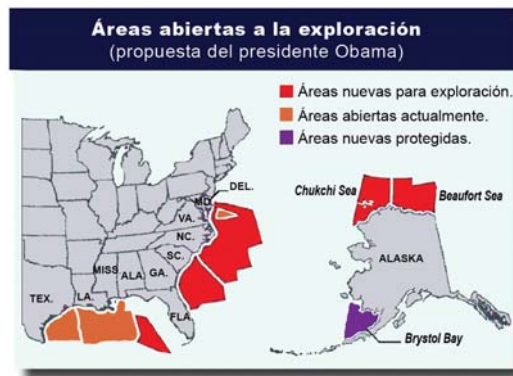 Áreas abiertas a la exploración
(propuesta del presidente Obama)
Áreas nuevas para exploración.
Áreas abiertas actualmente.
Áreas nuevas protegidas.
DEL.
MD.
VA.
NC.
SC.
MISS
ALA.
GA.
TEX.
LA.
FLA.
Chukchi Sea
Beaufort Sea
ALASKA
Brystol Bay